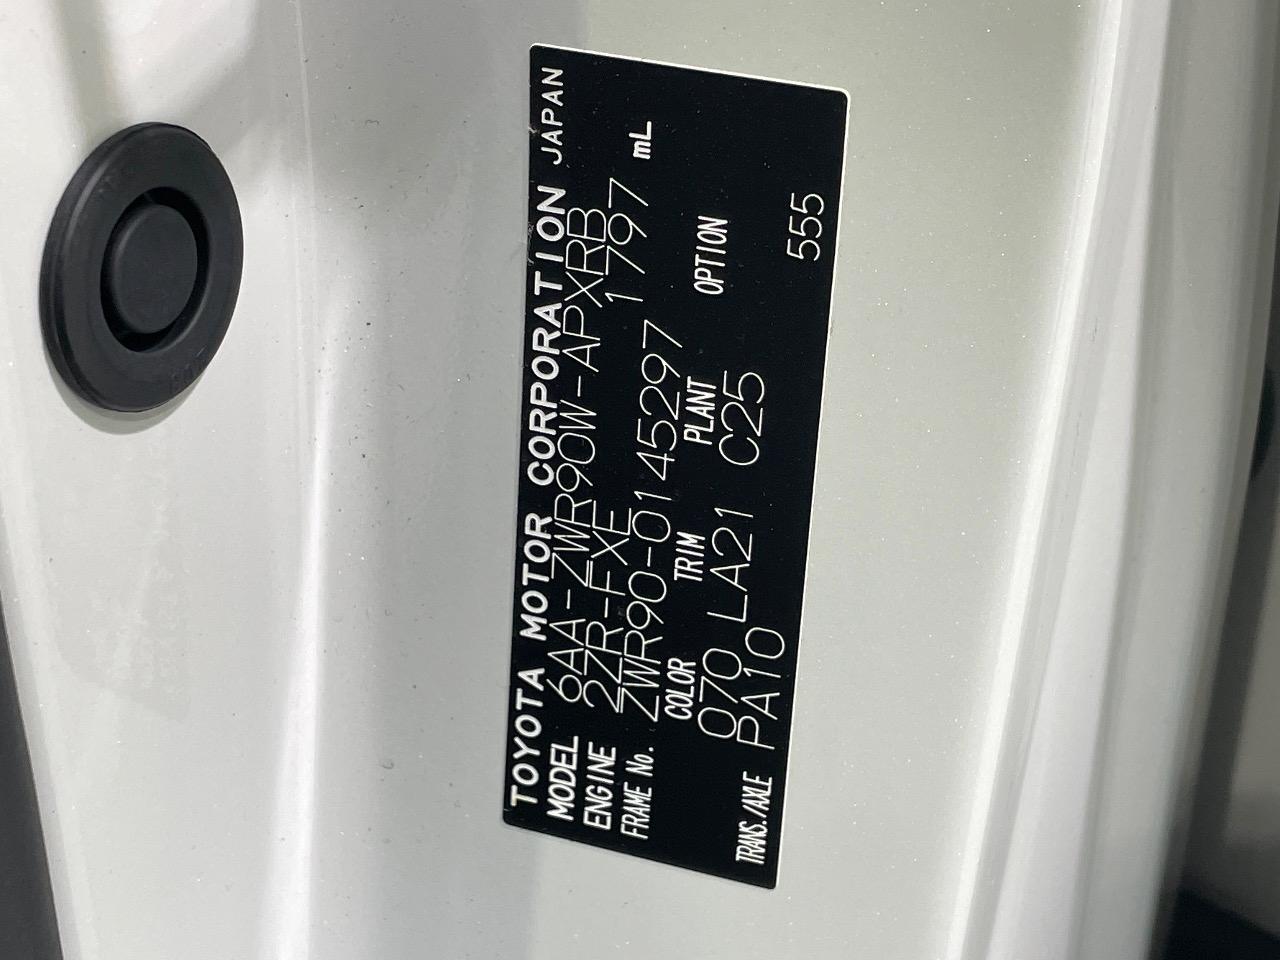 TOYOTA MOTOR CORPORATION JAPAN
MODEL 6AA-ZWR90W-APXRB
ENGINE 2ZR-FXE 1797 mL
FRAME No. ZWR90-0145297
COLOR TRIM PLANT OPTION
070 LA21 C25
TRANS./AXLE PA10 555